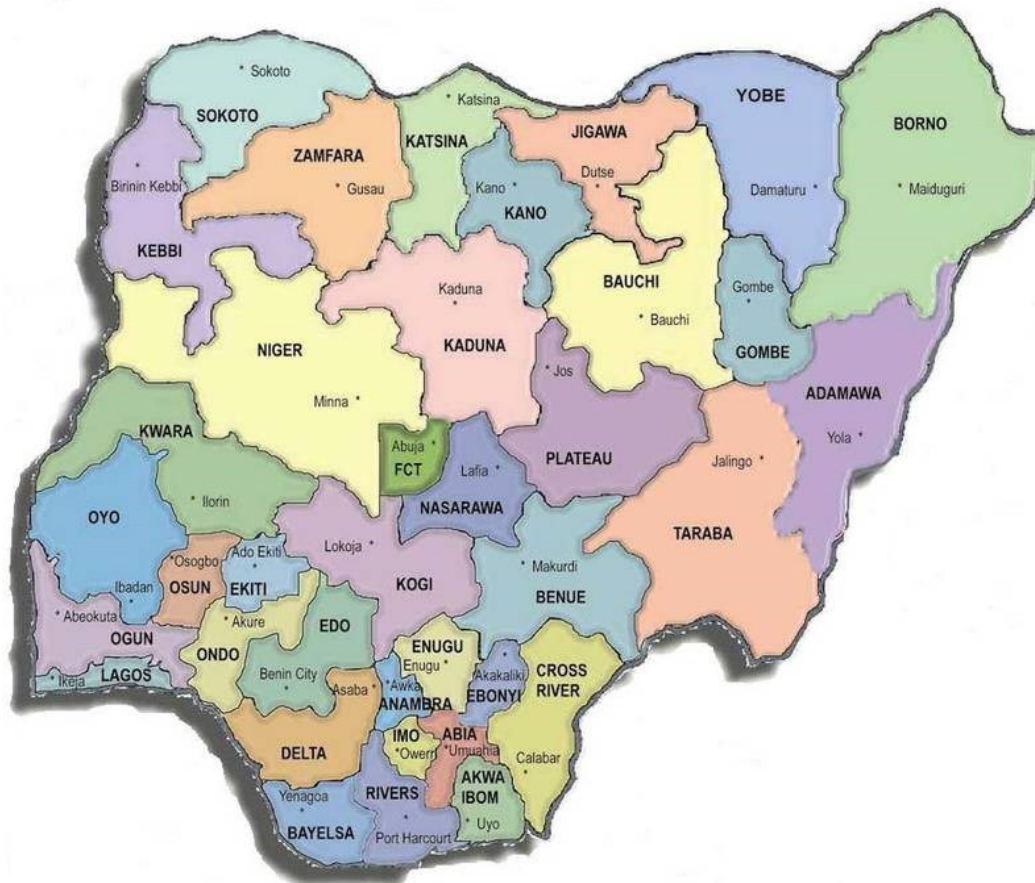 Sokoto
SOKOTO
Katsina
KATSINA
ZAMFARA
Gusau
JIGAWA
Dutse
YOBE
Damaturu
BORNO
Maiduguri
Birinin Kebbi
KEBBI
Kano
KANO
BAUCHI
Bauchi
Gombe
GOMBE
Kaduna
KADUNA
NIGER
Minna
Jos
PLATEAU
ADAMAWA
Yola
KWARA
Ilorin
Abuja
FCT
Lafia
NASARAWA
Jalingo
TARABA
OYO
Ibadan
Osogbo
OSUN
Ado Ekiti
EKITI
Lokoja
KOGI
Makurdi
BENUE
Abeokuta
OGUN
Akure
ONDO
EDO
Benin City
ENUGU
Enugu
Akakaliki
EBONYI
CROSS
RIVER
Calabar
Ikeja
LAGOS
Asaba
DELTA
Awka
ANAMBRA
IMO
Owerri
ABIA
Umuahia
Yenagoa
BAYELSA
RIVERS
Port Harcourt
AKWA
IBOM
Uyo